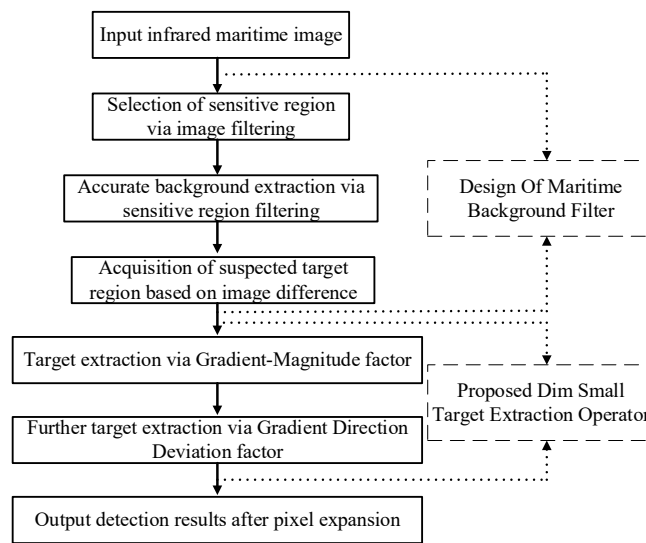 Input infrared maritime image
Selection of sensitive region
via image filtering
Accurate background extraction via
sensitive region filtering
Acquisition of suspected target
region based on image difference
Target extraction via Gradient-Magnitude factor
Further target extraction via Gradient Direction
Deviation factor
Output detection results after pixel expansion
Design Of Maritime
Background Filter
Proposed Dim Small
Target Extraction Operator